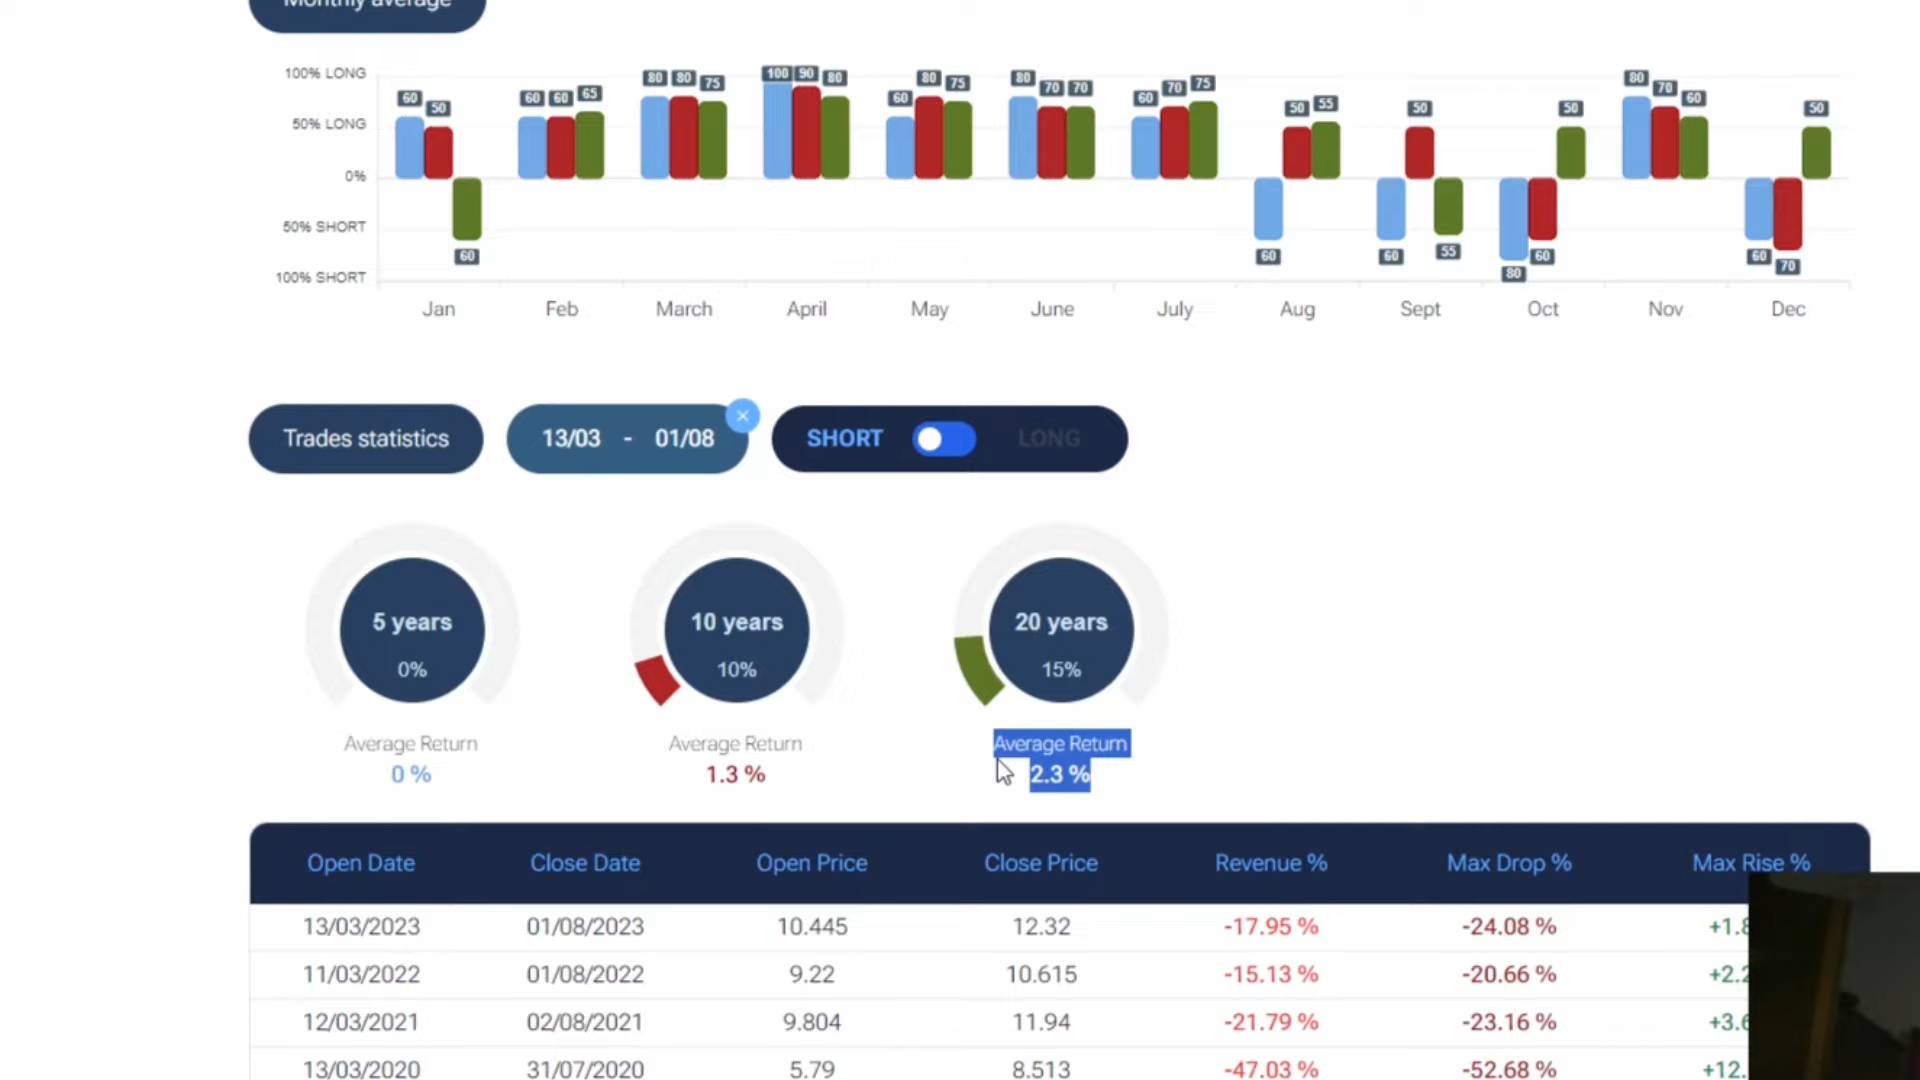 Monthly average
100% LONG
50% LONG
0%
50% SHORT
100% SHORT
60 50 60
60 60 65
80 80 75
100 90 80
60 80 75
80 70 70
60 70 75
60 50 55
60 50 55
80 60 50
80 70 60
60 70 50
Jan Feb March April May June July Aug Sept Oct Nov Dec
Trades statistics 13/03 - 01/08 × SHORT LONG
5 years 10 years 20 years
0% 10% 15%
Average Return Average Return Average Return
0 % 1.3 % 2.3 %
Open Date Close Date Open Price Close Price Revenue % Max Drop % Max Rise %
13/03/2023 01/08/2023 10.445 12.32 -17.95 % -24.08 % +1.8
11/03/2022 01/08/2022 9.22 10.615 -15.13 % -20.66 % +2.2
12/03/2021 02/08/2021 9.804 11.94 -21.79 % -23.16 % +3.6
13/03/2020 31/07/2020 5.79 8.513 -47.03 % -52.68 % +12.